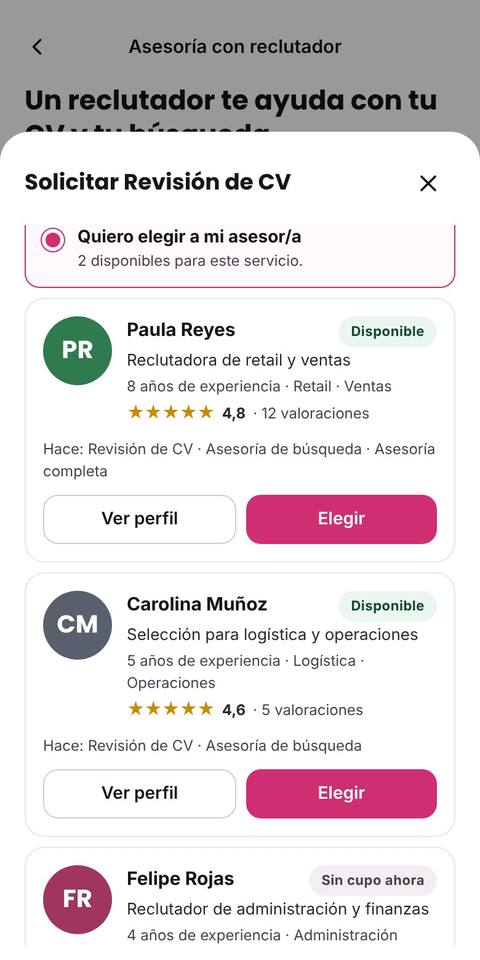 Asesoría con reclutador
Un reclutador te ayuda con tu
CV y tu búsqueda
Solicitar Revisión de CV
Quiero elegir a mi asesor/a
2 disponibles para este servicio.
PR
Paula Reyes
Disponible
Reclutadora de retail y ventas
8 años de experiencia · Retail · Ventas
★★★★★ 4,8 · 12 valoraciones
Hace: Revisión de CV · Asesoría de búsqueda · Asesoría
completa
Ver perfil
Elegir
CM
Carolina Muñoz
Disponible
Selección para logística y operaciones
5 años de experiencia · Logística ·
Operaciones
★★★★★ 4,6 · 5 valoraciones
Hace: Revisión de CV · Asesoría de búsqueda
Ver perfil
Elegir
FR
Felipe Rojas
Sin cupo ahora
Reclutador de administración y finanzas
4 años de experiencia · Administración